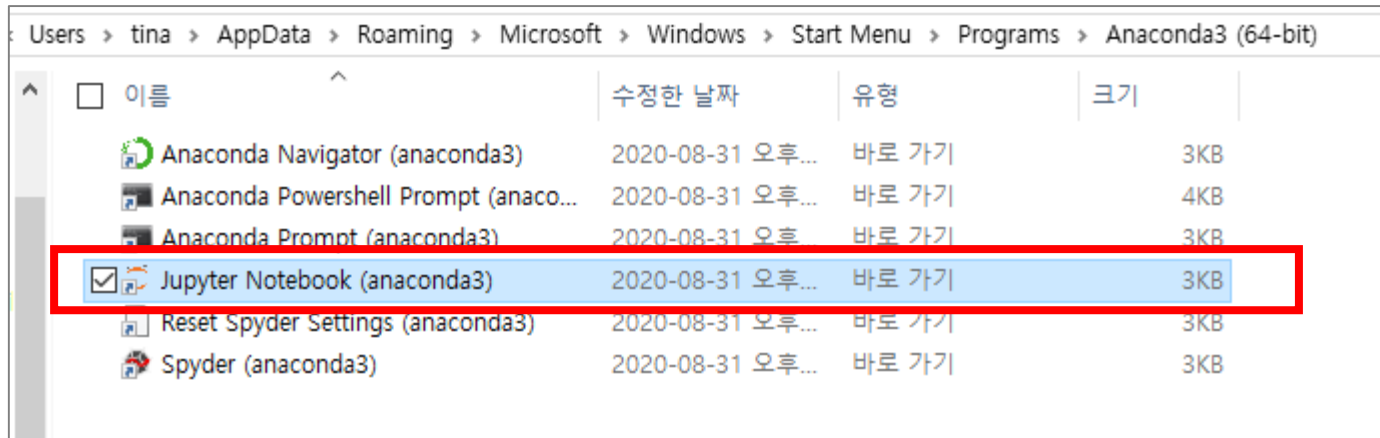 Users > tina > AppData > Roaming > Microsoft > Windows > Start Menu > Programs > Anaconda3 (64-bit)
이름 수정한 날짜 유형 크기
Anaconda Navigator (anaconda3) 2020-08-31 오후... 바로 가기 3KB
Anaconda Powershell Prompt (anaco... 2020-08-31 오후... 바로 가기 4KB
Anaconda Prompt (anaconda3) 2020-08-31 오후... 바로 가기 3KB
Jupyter Notebook (anaconda3) 2020-08-31 오후... 바로 가기 3KB
Reset Spyder Settings (anaconda3) 2020-08-31 오후... 바로 가기 3KB
Spyder (anaconda3) 2020-08-31 오후... 바로 가기 3KB